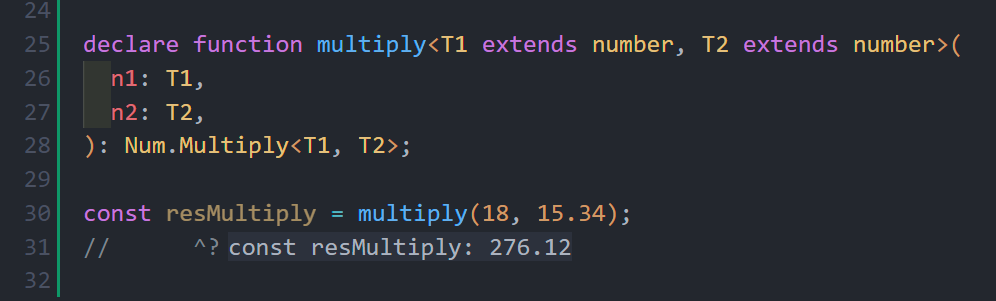 24
25 declare function multiply<T1 extends number, T2 extends number>(
26   n1: T1,
27   n2: T2,
28 ): Num.Multiply<T1, T2>;
29
30 const resMultiply = multiply(18, 15.34);
31 //      ^? const resMultiply: 276.12
32